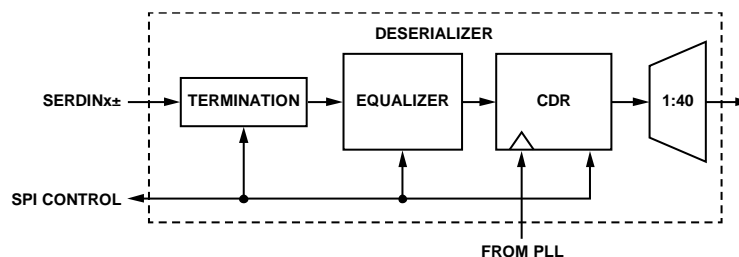 DESERIALIZER
SERDINx±
TERMINATION
EQUALIZER
CDR
1:40
SPI CONTROL
FROM PLL